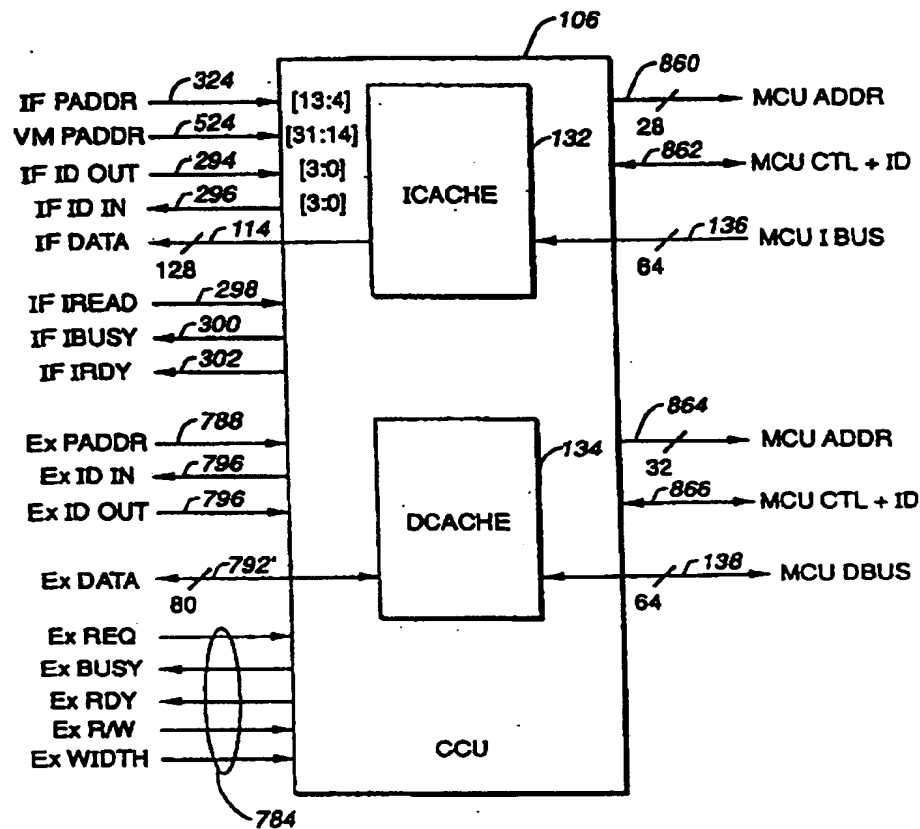 106
IF PADDR 324 [13:4] 860 MCU ADDR
28
VM PADDR 524 [31:14] 132
IF ID OUT 294 [3:0] 862 MCU CTL + ID
IF ID IN 296 [3:0] ICACHE
IF DATA 114 136 MCU I BUS
128 64
IF IREAD 298
IF IBUSY 300
IF IRDY 302
Ex PADDR 788 864 MCU ADDR
32
Ex ID IN 796 134
Ex ID OUT 796 DCACHE 866 MCU CTL + ID
Ex DATA 792' 138 MCU DBUS
80 64
Ex REQ
Ex BUSY
Ex RDY
Ex R/W
Ex WIDTH CCU
784